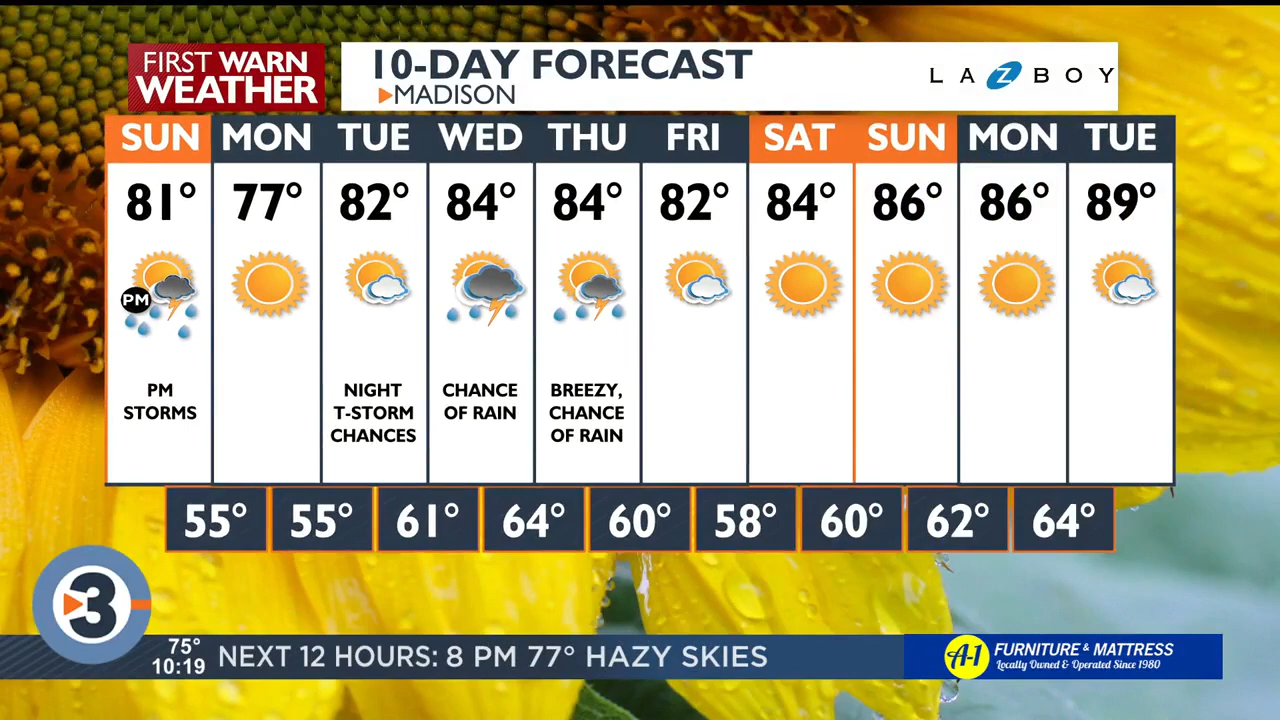 FIRST WARN
WEATHER
10-DAY FORECAST
MADISON
LA Z BOY
SUN MON TUE WED THU FRI SAT SUN MON TUE
81° 77° 82° 84° 84° 82° 84° 86° 86° 89°
PM
PM
STORMS
NIGHT
T-STORM
CHANCES
CHANCE
OF RAIN
BREEZY,
CHANCE
OF RAIN
55° 55° 61° 64° 60° 58° 60° 62° 64°
3
75°
10:19
NEXT 12 HOURS: 8 PM 77° HAZY SKIES
A-1
FURNITURE & MATTRESS
Locally Owned & Operated Since 1980